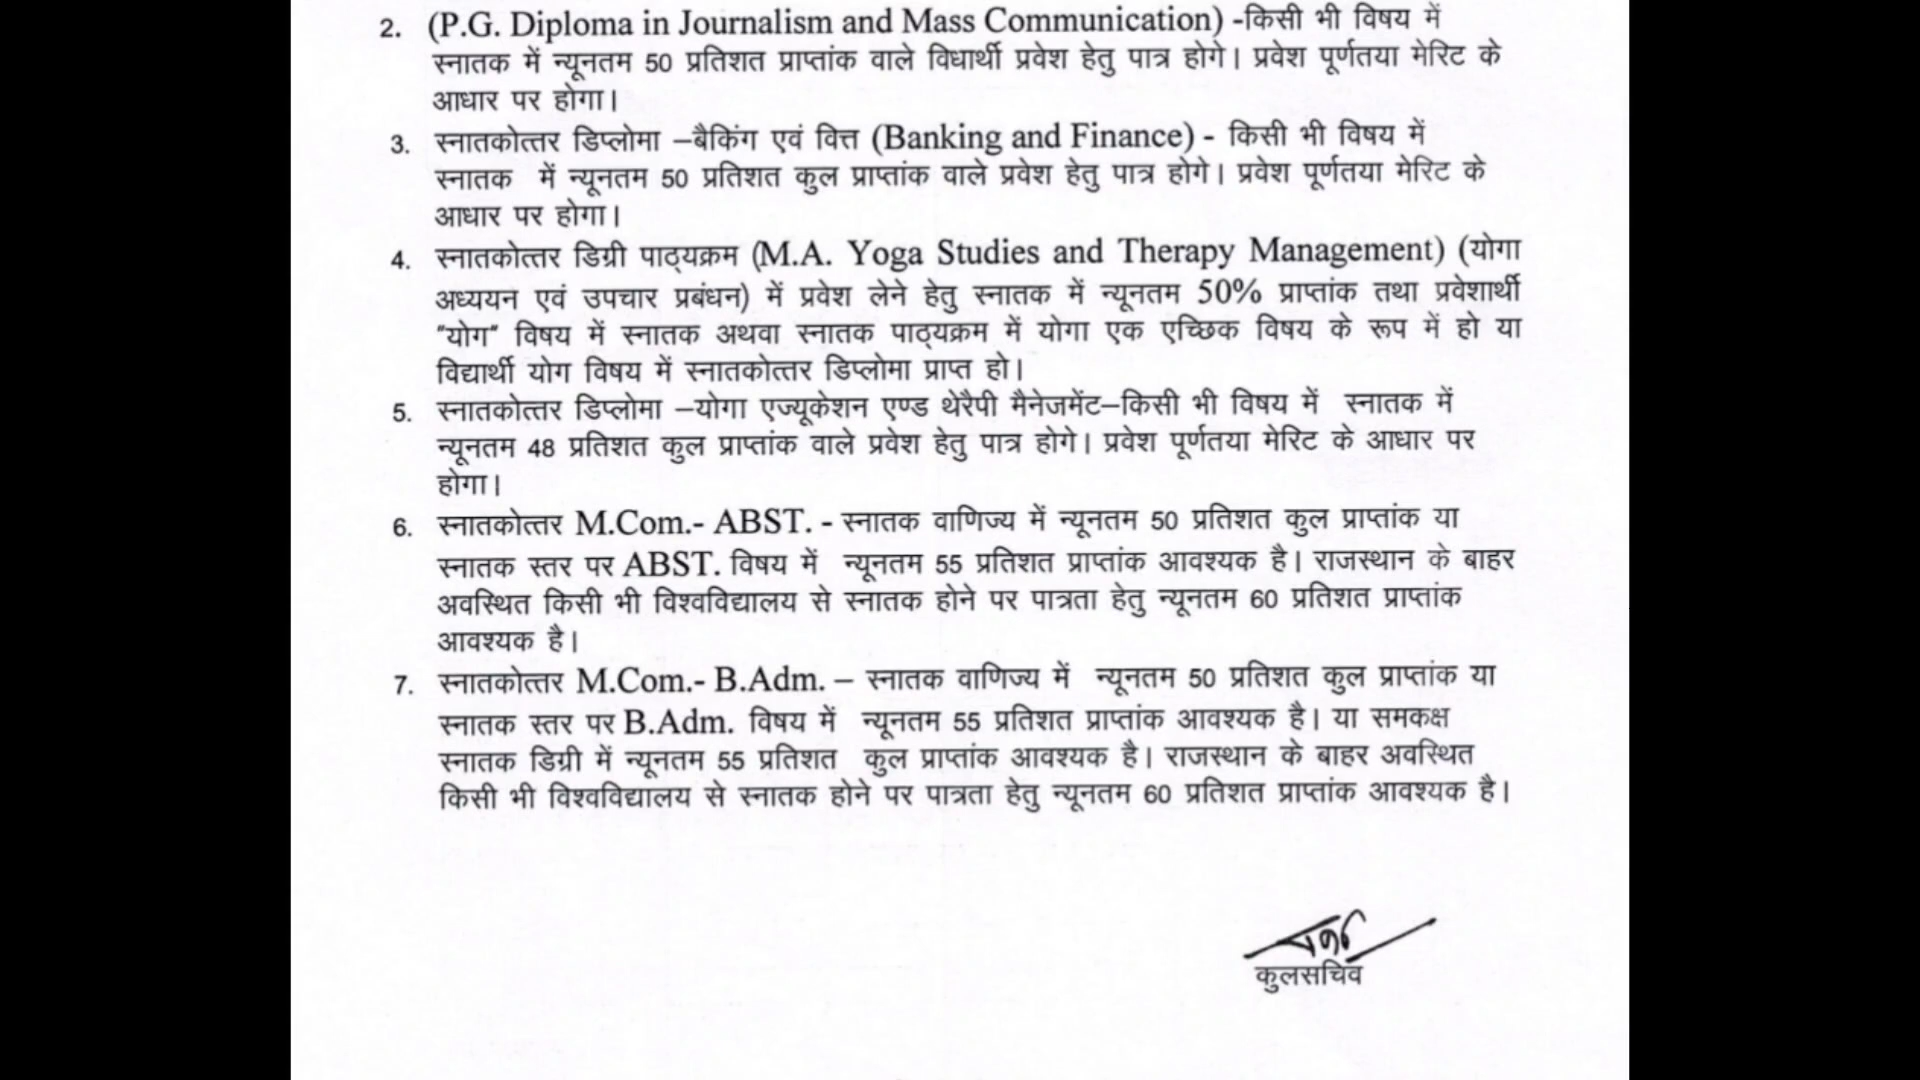 2. (P.G. Diploma in Journalism and Mass Communication) -किसी भी विषय में
स्नातक में न्यूनतम 50 प्रतिशत प्राप्तांक वाले विधार्थी प्रवेश हेतु पात्र होगे। प्रवेश पूर्णतया मेरिट के
आधार पर होगा।
3. स्नातकोत्तर डिप्लोमा –बैकिंग एवं वित्त (Banking and Finance) - किसी भी विषय में
स्नातक में न्यूनतम 50 प्रतिशत कुल प्राप्तांक वाले प्रवेश हेतु पात्र होगे। प्रवेश पूर्णतया मेरिट के
आधार पर होगा।
4. स्नातकोत्तर डिग्री पाठ्यक्रम (M.A. Yoga Studies and Therapy Management) (योगा
अध्ययन एवं उपचार प्रबंधन) में प्रवेश लेने हेतु स्नातक में न्यूनतम 50% प्राप्तांक तथा प्रवेशार्थी
"योग" विषय में स्नातक अथवा स्नातक पाठ्यक्रम में योगा एक एच्छिक विषय के रूप में हो या
विद्यार्थी योग विषय में स्नातकोत्तर डिप्लोमा प्राप्त हो।
5. स्नातकोत्तर डिप्लोमा –योगा एज्यूकेशन एण्ड थेरैपी मैनेजमेंट–किसी भी विषय में स्नातक में
न्यूनतम 48 प्रतिशत कुल प्राप्तांक वाले प्रवेश हेतु पात्र होगे। प्रवेश पूर्णतया मेरिट के आधार पर
होगा।
6. स्नातकोत्तर M.Com.- ABST. - स्नातक वाणिज्य में न्यूनतम 50 प्रतिशत कुल प्राप्तांक या
स्नातक स्तर पर ABST. विषय में न्यूनतम 55 प्रतिशत प्राप्तांक आवश्यक है। राजस्थान के बाहर
अवस्थित किसी भी विश्वविद्यालय से स्नातक होने पर पात्रता हेतु न्यूनतम 60 प्रतिशत प्राप्तांक
आवश्यक है।
7. स्नातकोत्तर M.Com.- B.Adm. – स्नातक वाणिज्य में न्यूनतम 50 प्रतिशत कुल प्राप्तांक या
स्नातक स्तर पर B.Adm. विषय में न्यूनतम 55 प्रतिशत प्राप्तांक आवश्यक है। या समकक्ष
स्नातक डिग्री में न्यूनतम 55 प्रतिशत कुल प्राप्तांक आवश्यक है। राजस्थान के बाहर अवस्थित
किसी भी विश्वविद्यालय से स्नातक होने पर पात्रता हेतु न्यूनतम 60 प्रतिशत प्राप्तांक आवश्यक है।
कुलसचिव